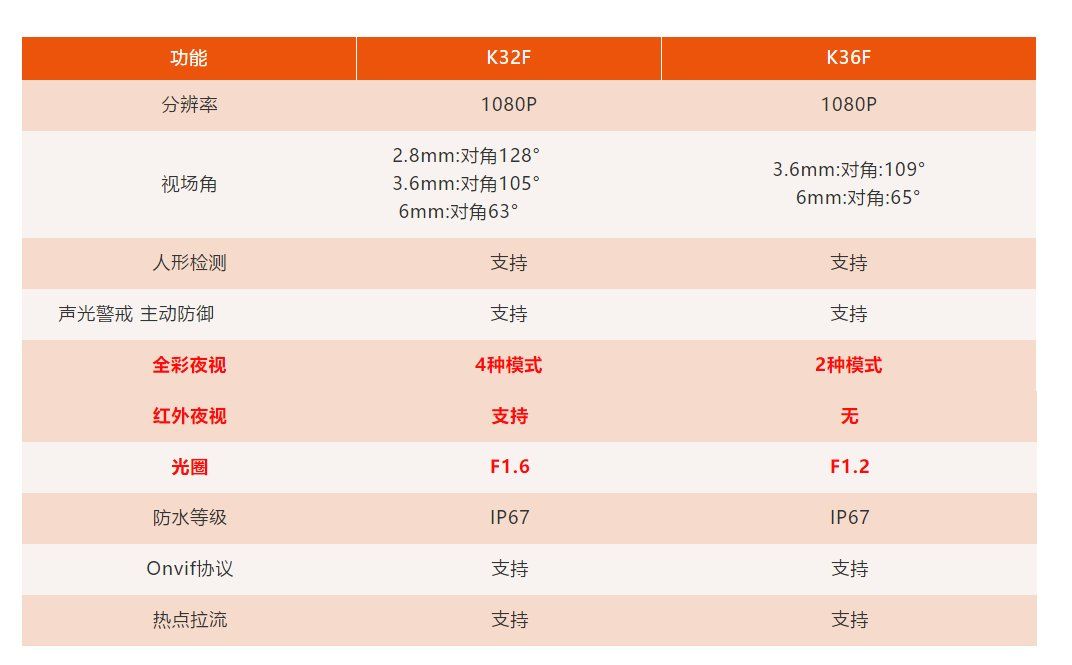 功能 K32F K36F
分辨率 1080P 1080P
2.8mm:对角128°
3.6mm:对角105°
6mm:对角63°
视场角
3.6mm:对角:109°
6mm:对角:65°
人形检测 支持 支持
声光警戒 主动防御 支持 支持
全彩夜视 4种模式 2种模式
红外夜视 支持 无
光圈 F1.6 F1.2
防水等级 IP67 IP67
Onvif协议 支持 支持
热点拉流 支持 支持